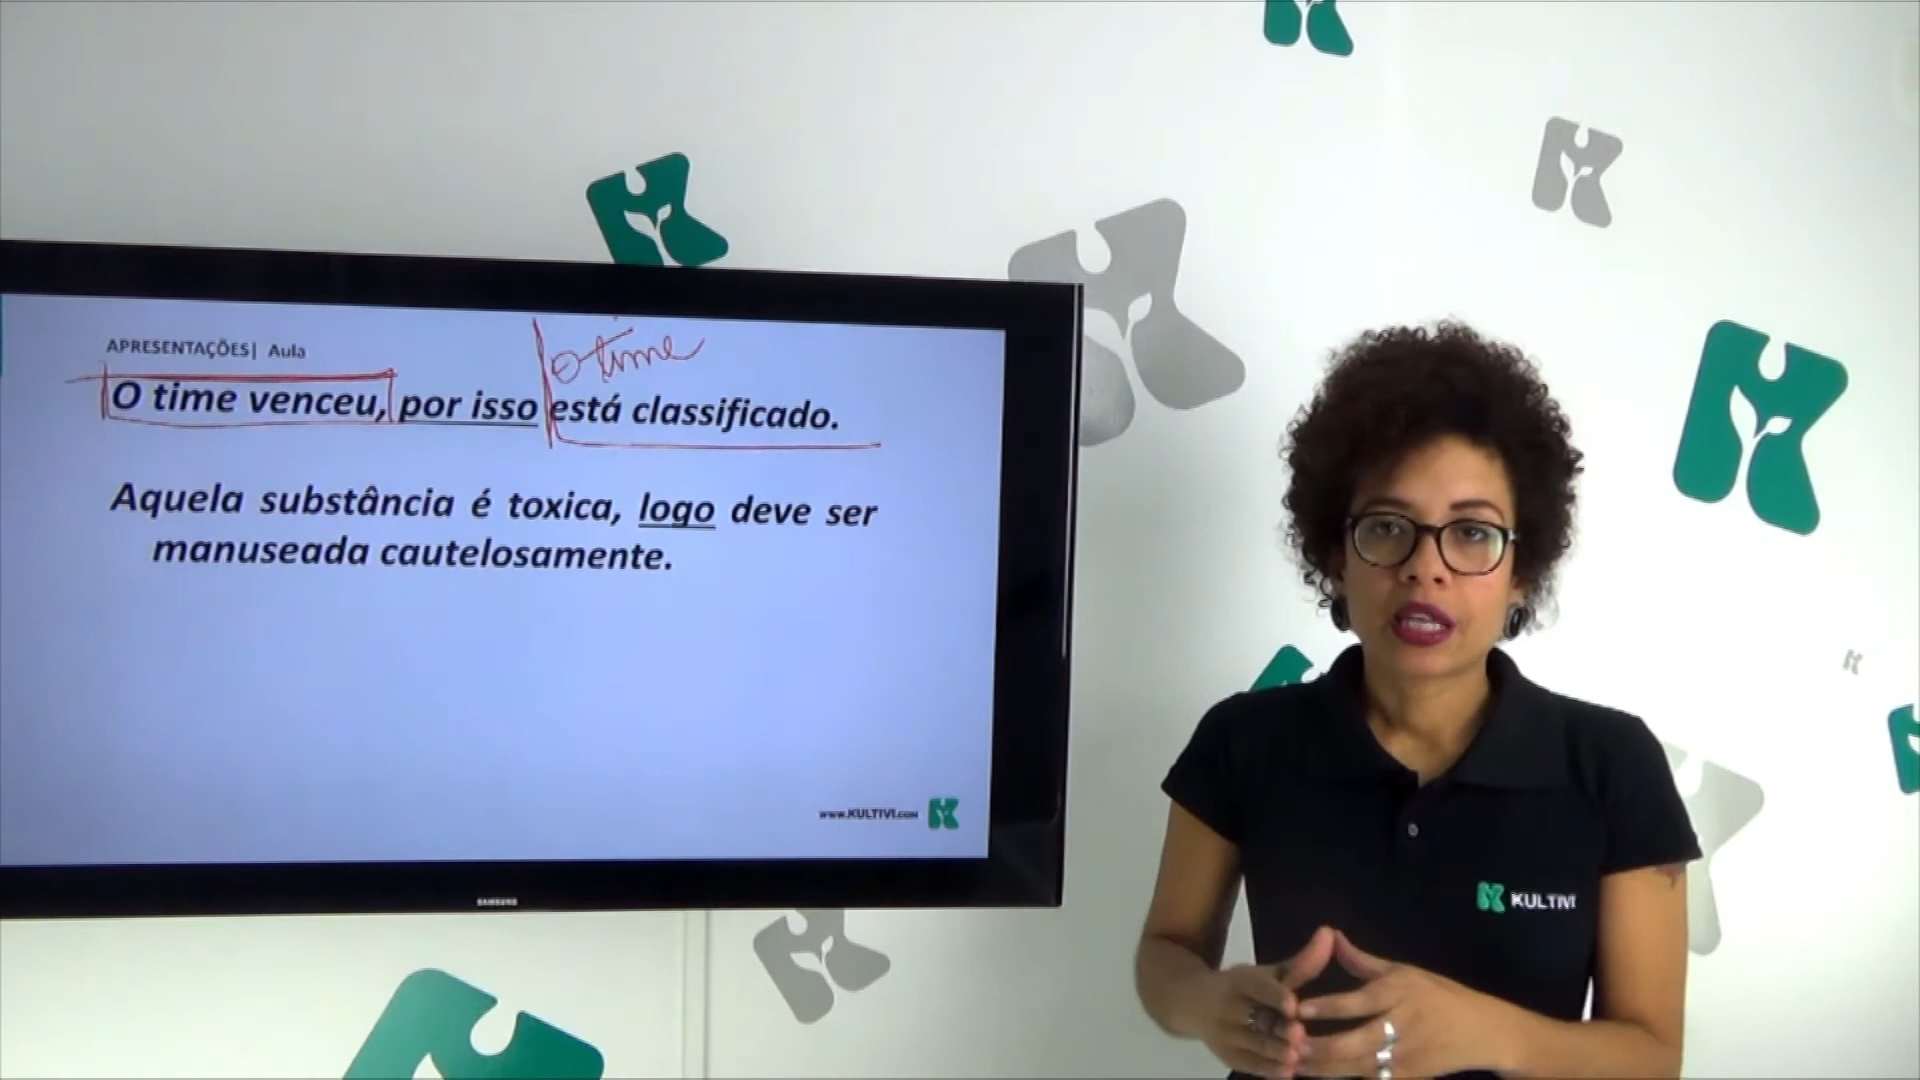 APRESENTAÇÕES| Aula
o time
O time venceu, por isso está classificado.
Aquela substância é toxica, logo deve ser
manuseada cautelosamente.
www.KULTIVI.com
SAMSUNG
KULTIVI